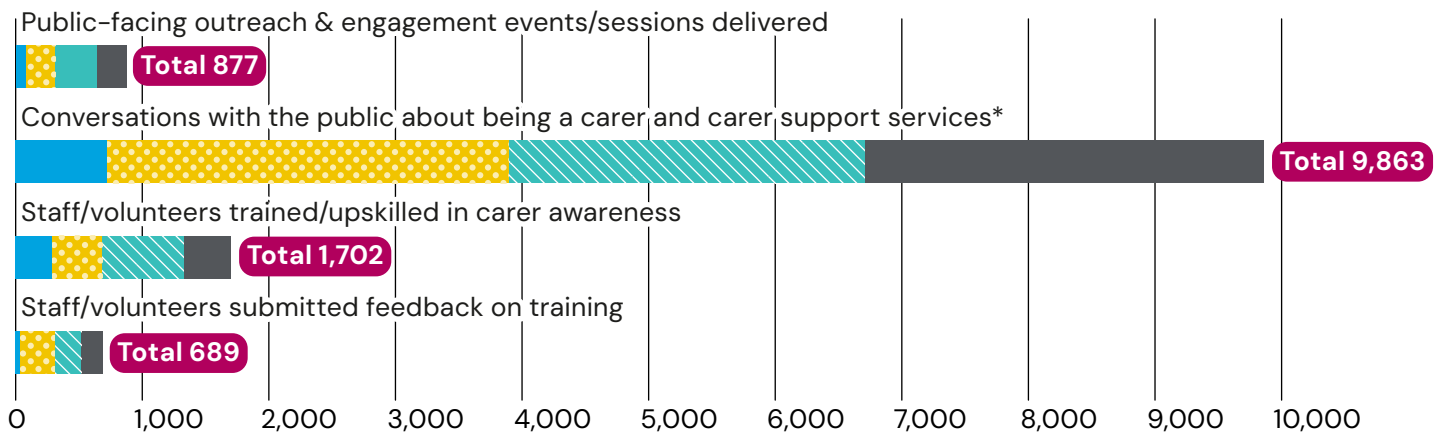 Public-facing outreach & engagement events/sessions delivered
Total 877
Conversations with the public about being a carer and carer support services*
Total 9,863
Staff/volunteers trained/upskilled in carer awareness
Total 1,702
Staff/volunteers submitted feedback on training
Total 689
0 1,000 2,000 3,000 4,000 5,000 6,000 7,000 8,000 9,000 10,000